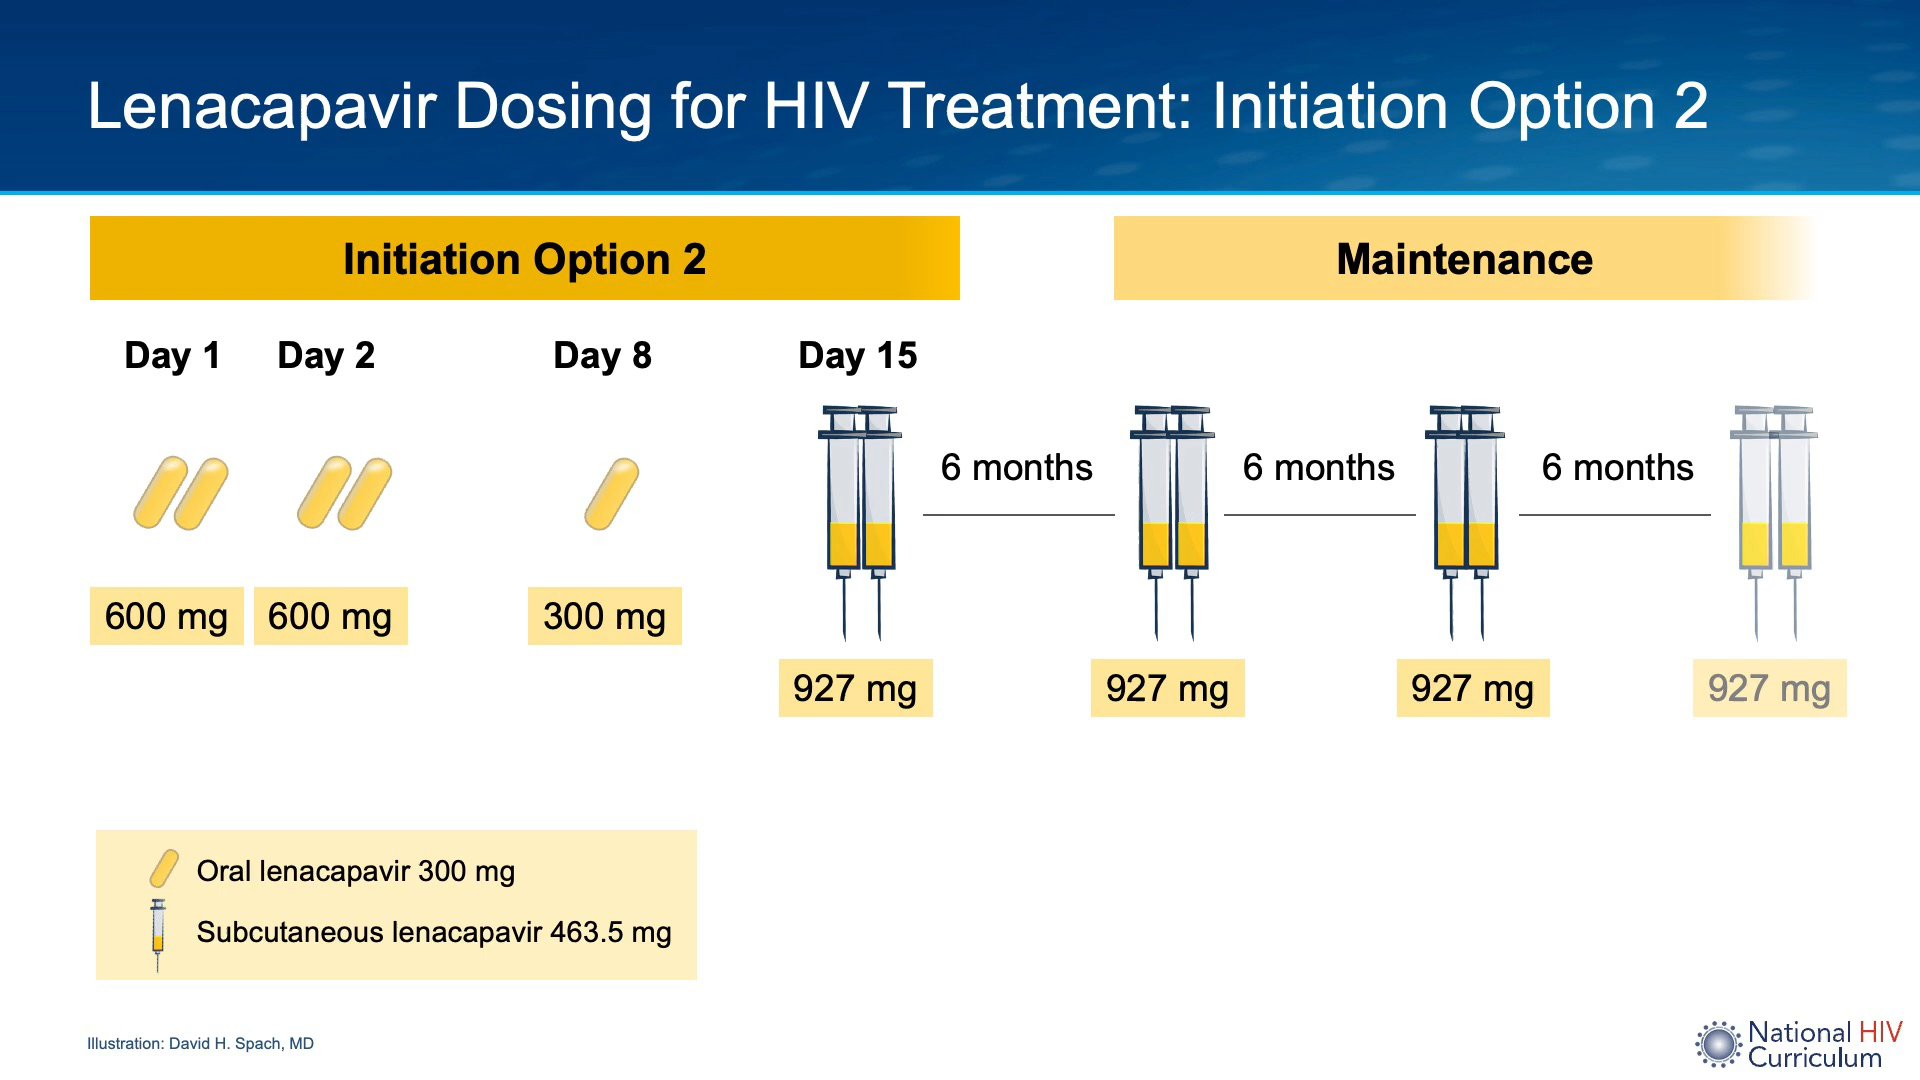 Lenacapavir Dosing for HIV Treatment: Initiation Option 2
Initiation Option 2
Maintenance
Day 1
Day 2
Day 8
Day 15
6 months
6 months
6 months
600 mg
600 mg
300 mg
927 mg
927 mg
927 mg
927 mg
Oral lenacapavir 300 mg
Subcutaneous lenacapavir 463.5 mg
Illustration: David H. Spach, MD
National HIV
Curriculum